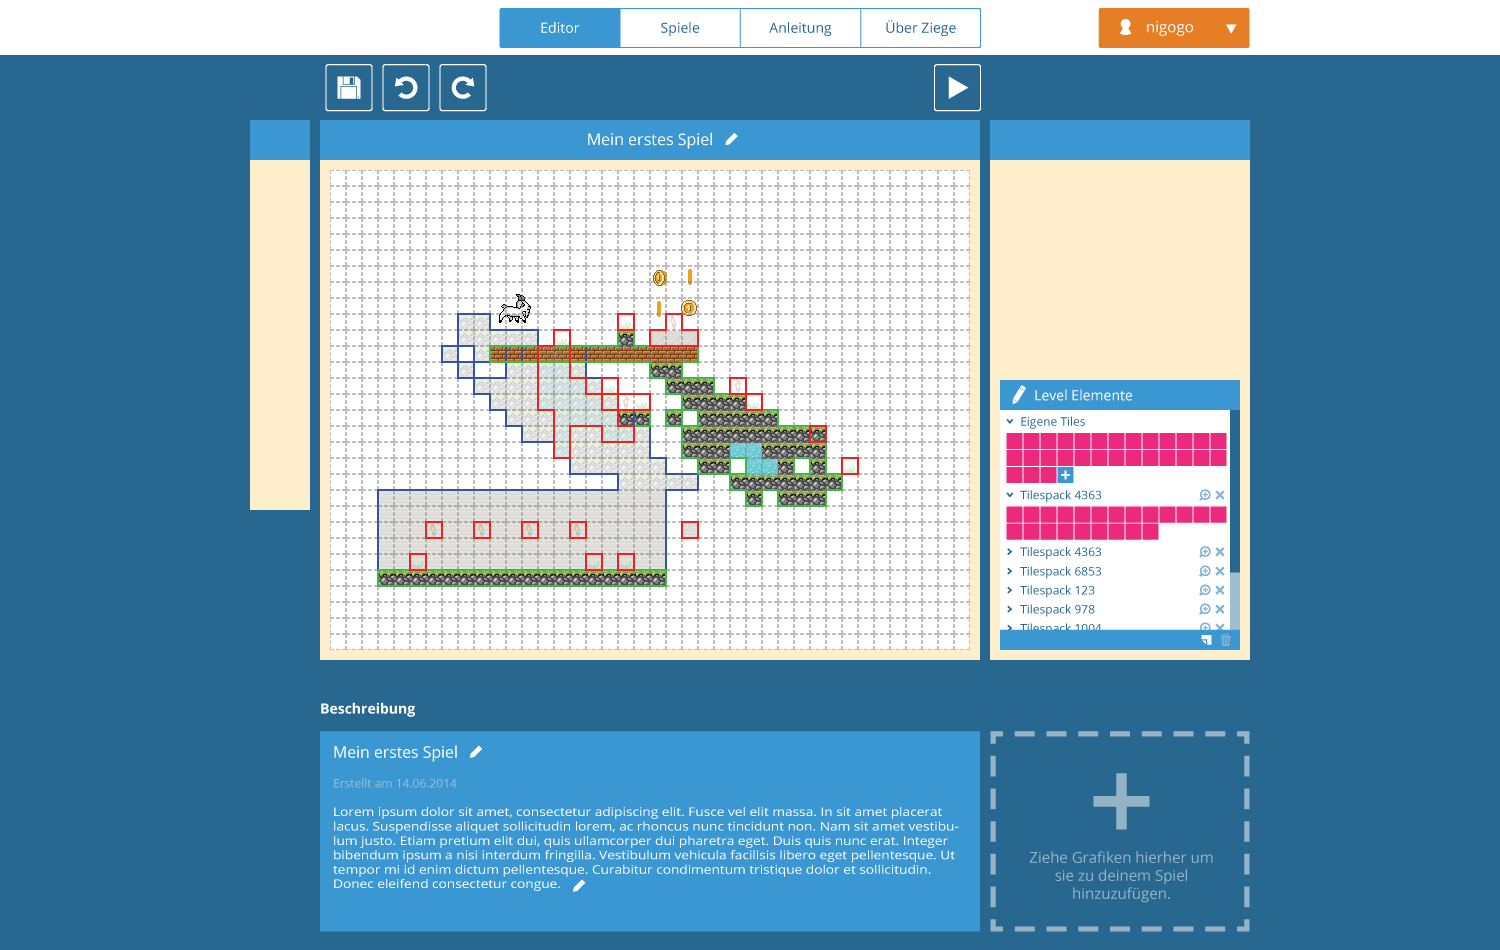 Editor
Spiele
Anleitung
Über Ziege
nigogo
Mein erstes Spiel
Level Elemente
Eigene Tiles
Tilespack 4363
Tilespack 4363
Tilespack 6853
Tilespack 123
Tilespack 978
Tilespack 1004
Beschreibung
Mein erstes Spiel
Erstellt am 14.06.2014
Lorem ipsum dolor sit amet, consectetur adipiscing elit. Fusce vel elit massa. In sit amet placerat
lacus. Suspendisse aliquet sollicitudin lorem, ac rhoncus nunc tincidunt non. Nam sit amet vestibu-
lum justo. Etiam pretium elit dui, quis ullamcorper dui pharetra eget. Duis quis nunc erat. Integer
bibendum ipsum a nisi interdum fringilla. Vestibulum vehicula facilisis libero eget pellentesque. Ut
tempor mi id enim dictum pellentesque. Curabitur condimentum tristique dolor et sollicitudin.
Donec eleifend consectetur congue.
Ziehe Grafiken hierher um
sie zu deinem Spiel
hinzuzufügen.